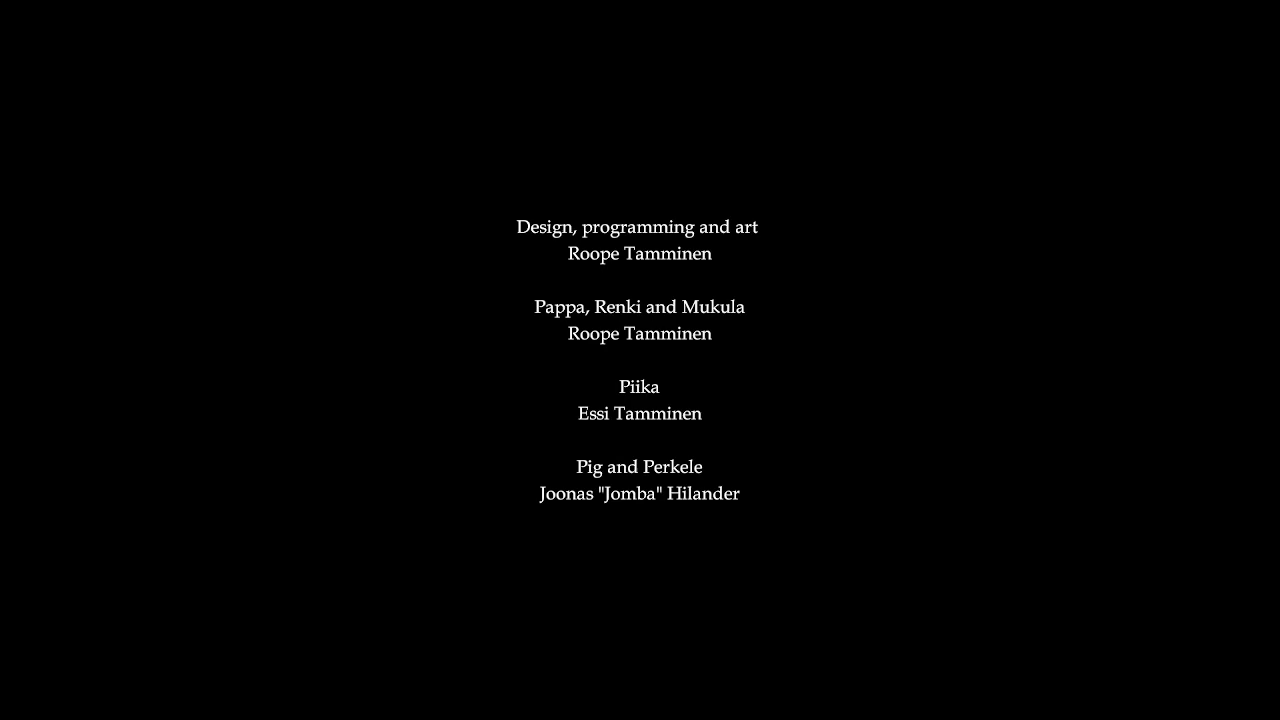 Design, programming and art
Roope Tamminen
Pappa, Renki and Mukula
Roope Tamminen
Piika
Essi Tamminen
Pig and Perkele
Joonas "Jomba" Hilander